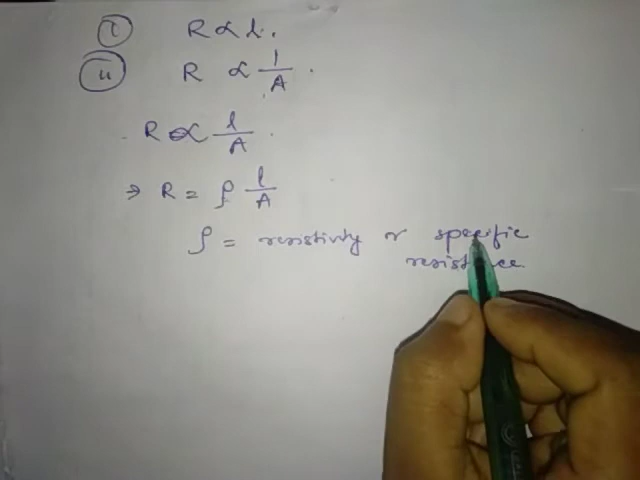 (i) R ∝ l.
(ii) R ∝ 1/A.
R ∝ l/A.
⇒ R = ρ l/A
ρ = resistivity or specific
resistance.